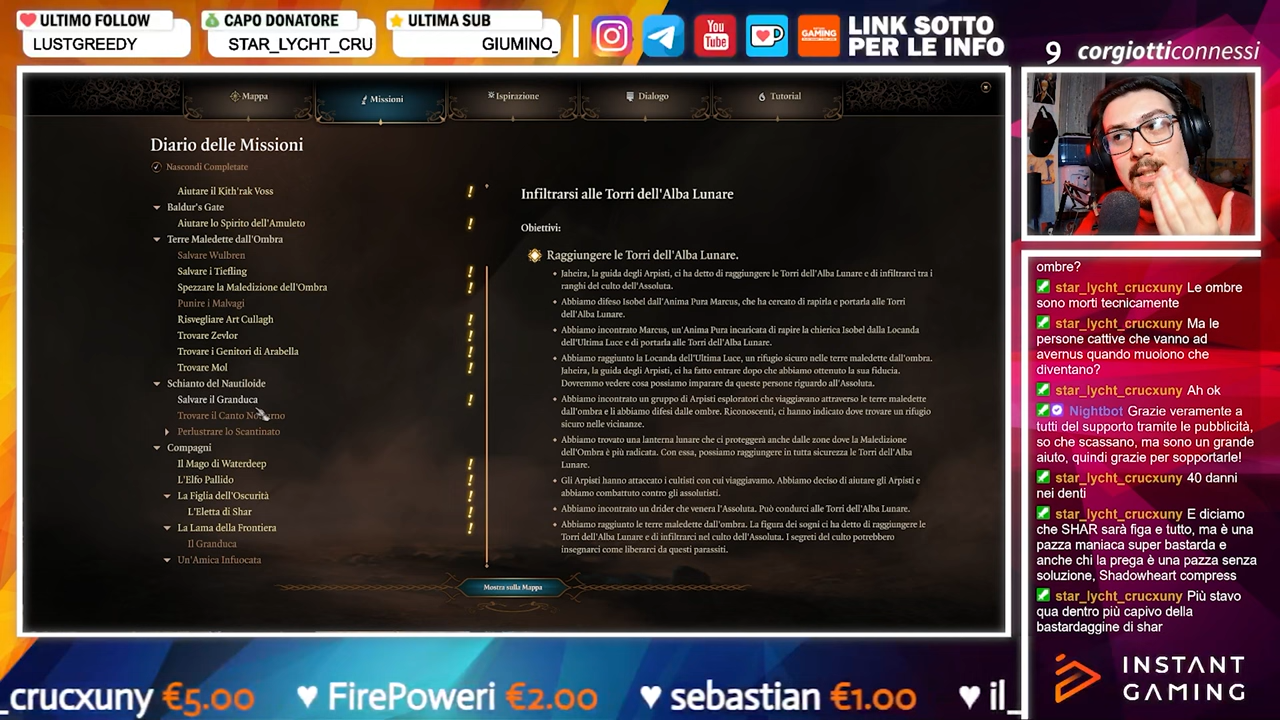 ULTIMO FOLLOW
LUSTGREEDY
CAPO DONATORE
STAR_LYCHT_CRU
ULTIMA SUB
GIUMINO_
You
Tube
INSTANT
GAMING
LINK SOTTO
PER LE INFO
9 corgiotticonnessi
Mappa
Missioni
Ispirazione
Dialogo
Tutorial
Diario delle Missioni
Nascondi Completate
Aiutare il Kith'rak Voss
Baldur's Gate
Aiutare lo Spirito dell'Amuleto
Terre Maledette dall'Ombra
Salvare Wulbren
Salvare i Tiefling
Spezzare la Maledizione dell'Ombra
Punire i Malvagi
Risvegliare Art Cullagh
Trovare Zevlor
Trovare i Genitori di Arabella
Trovare Mol
Schianto del Nautiloide
Salvare il Granduca
Trovare il Canto Notturno
Perlustrare lo Scantinato
Compagni
Il Mago di Waterdeep
L'Elfo Pallido
La Figlia dell'Oscurità
L'Eletta di Shar
La Lama della Frontiera
Il Granduca
Un'Amica Infuocata
Infiltrarsi alle Torri dell'Alba Lunare
Obiettivi:
Raggiungere le Torri dell'Alba Lunare.
• Jaheira, la guida degli Arpisti, ci ha detto di raggiungere le Torri dell'Alba Lunare e di infiltrarci tra i
ranghi del culto dell'Assoluta.
• Abbiamo difeso Isobel dall'Anima Pura Marcus, che ha cercato di rapirla e portarla alle Torri
dell'Alba Lunare.
• Abbiamo incontrato Marcus, un'Anima Pura incaricata di rapire la chierica Isobel dalla Locanda
dell'Ultima Luce e di portarla alle Torri dell'Alba Lunare.
• Abbiamo raggiunto la Locanda dell'Ultima Luce, un rifugio sicuro nelle terre maledette dall'ombra.
Jaheira, la guida degli Arpisti, ci ha fatto entrare dopo che abbiamo ottenuto la sua fiducia.
Dovremmo vedere cosa possiamo imparare da queste persone riguardo all'Assoluta.
• Abbiamo incontrato un gruppo di Arpisti esploratori che viaggiavano attraverso le terre maledette
dall'ombra e li abbiamo difesi dalle ombre. Riconoscenti, ci hanno indicato dove trovare un rifugio
sicuro nelle vicinanze.
• Abbiamo trovato una lanterna lunare che ci proteggerà anche dalle zone dove la Maledizione
dell'Ombra è più radicata. Con essa, possiamo raggiungere in tutta sicurezza le Torri dell'Alba
Lunare.
• Gli Arpisti hanno attaccato i cultisti con cui viaggiavamo. Abbiamo deciso di aiutare gli Arpisti e
abbiamo combattuto contro gli assolutisti.
• Abbiamo incontrato un drider che venera l'Assoluta. Può condurci alle Torri dell'Alba Lunare.
• Abbiamo raggiunto le terre maledette dall'ombra. La figura dei sogni ci ha detto di raggiungere le
Torri dell'Alba Lunare e di infiltrarci nel culto dell'Assoluta. I segreti del culto potrebbero
insegnarci come liberarci da questi parassiti.
Mostra sulla Mappa
ombre?
star_lycht_crucxuny Le ombre
sono morti tecnicamente
star_lycht_crucxuny Ma le
persone cattive che vanno ad
avernus quando muoiono che
diventano?
star_lycht_crucxuny Ah ok
Nightbot Grazie veramente a
tutti del supporto tramite le pubblicità,
so che scassano, ma sono un grande
aiuto, quindi grazie per sopportarle!
star_lycht_crucxuny 40 danni
nei denti
star_lycht_crucxuny E diciamo
che SHAR sarà figa e tutto, ma è una
pazza maniaca super bastarda e
anche chi la prega è una pazza senza
soluzione, Shadowheart compress
star_lycht_crucxuny Più stavo
qua dentro più capivo della
bastardaggine di shar
INSTANT
GAMING
_crucxuny €5.00 ♥ FirePoweri €2.00 ♥ sebastian €1.00 ♥ il_